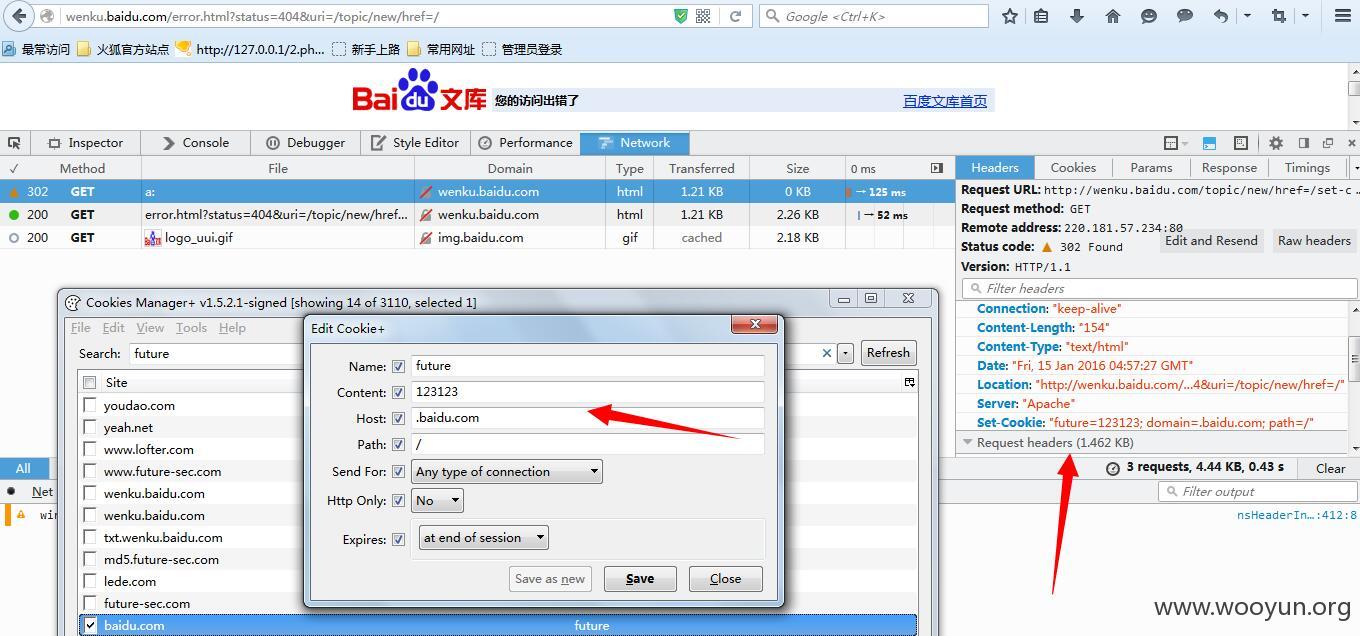 wenku.baidu.com/error.html?status=404&uri=/topic/new/href=/
Google <Ctrl+K>
最常访问 火狐官方站点 http://127.0.0.1/2.ph... 新手上路 常用网址 管理员登录
Bai du 文库 您的访问出错了 百度文库首页
Inspector Console Debugger Style Editor Performance Network
✓ Method File Domain Type Transferred Size 0 ms
302 GET a: wenku.baidu.com html 1.21 KB 0 KB → 125 ms
200 GET error.html?status=404&uri=/topic/new/href... wenku.baidu.com html 1.21 KB 2.26 KB → 52 ms
200 GET logo_uui.gif img.baidu.com gif cached 2.18 KB
Headers Cookies Params Response Timings
Request URL: http://wenku.baidu.com/topic/new/href=/set-c
Request method: GET
Remote address: 220.181.57.234:80
Status code: 302 Found
Edit and Resend Raw headers
Version: HTTP/1.1
Filter headers
Connection: "keep-alive"
Content-Length: "154"
Content-Type: "text/html"
Date: "Fri, 15 Jan 2016 04:57:27 GMT"
Location: "http://wenku.baidu.com/...4&uri=/topic/new/href=/"
Server: "Apache"
Set-Cookie: "future=123123; domain=.baidu.com; path=/"
Request headers (1.462 KB)
All
3 requests, 4.44 KB, 0.43 s Clear
Net
Filter output
wi
nsHeaderIn…:412:8
Cookies Manager+ v1.5.2.1-signed [showing 14 of 3110, selected 1]
File Edit View Tools Help
Search: future Refresh
Site
youdao.com
yeah.net
www.lofter.com
www.future-sec.com
wenku.baidu.com
wenku.baidu.com
txt.wenku.baidu.com
md5.future-sec.com
lede.com
future-sec.com
baidu.com future
Edit Cookie+
Name: future
Content: 123123
Host: .baidu.com
Path: /
Send For: Any type of connection
Http Only: No
Expires: at end of session
Save as new Save Close
www.wooyun.org